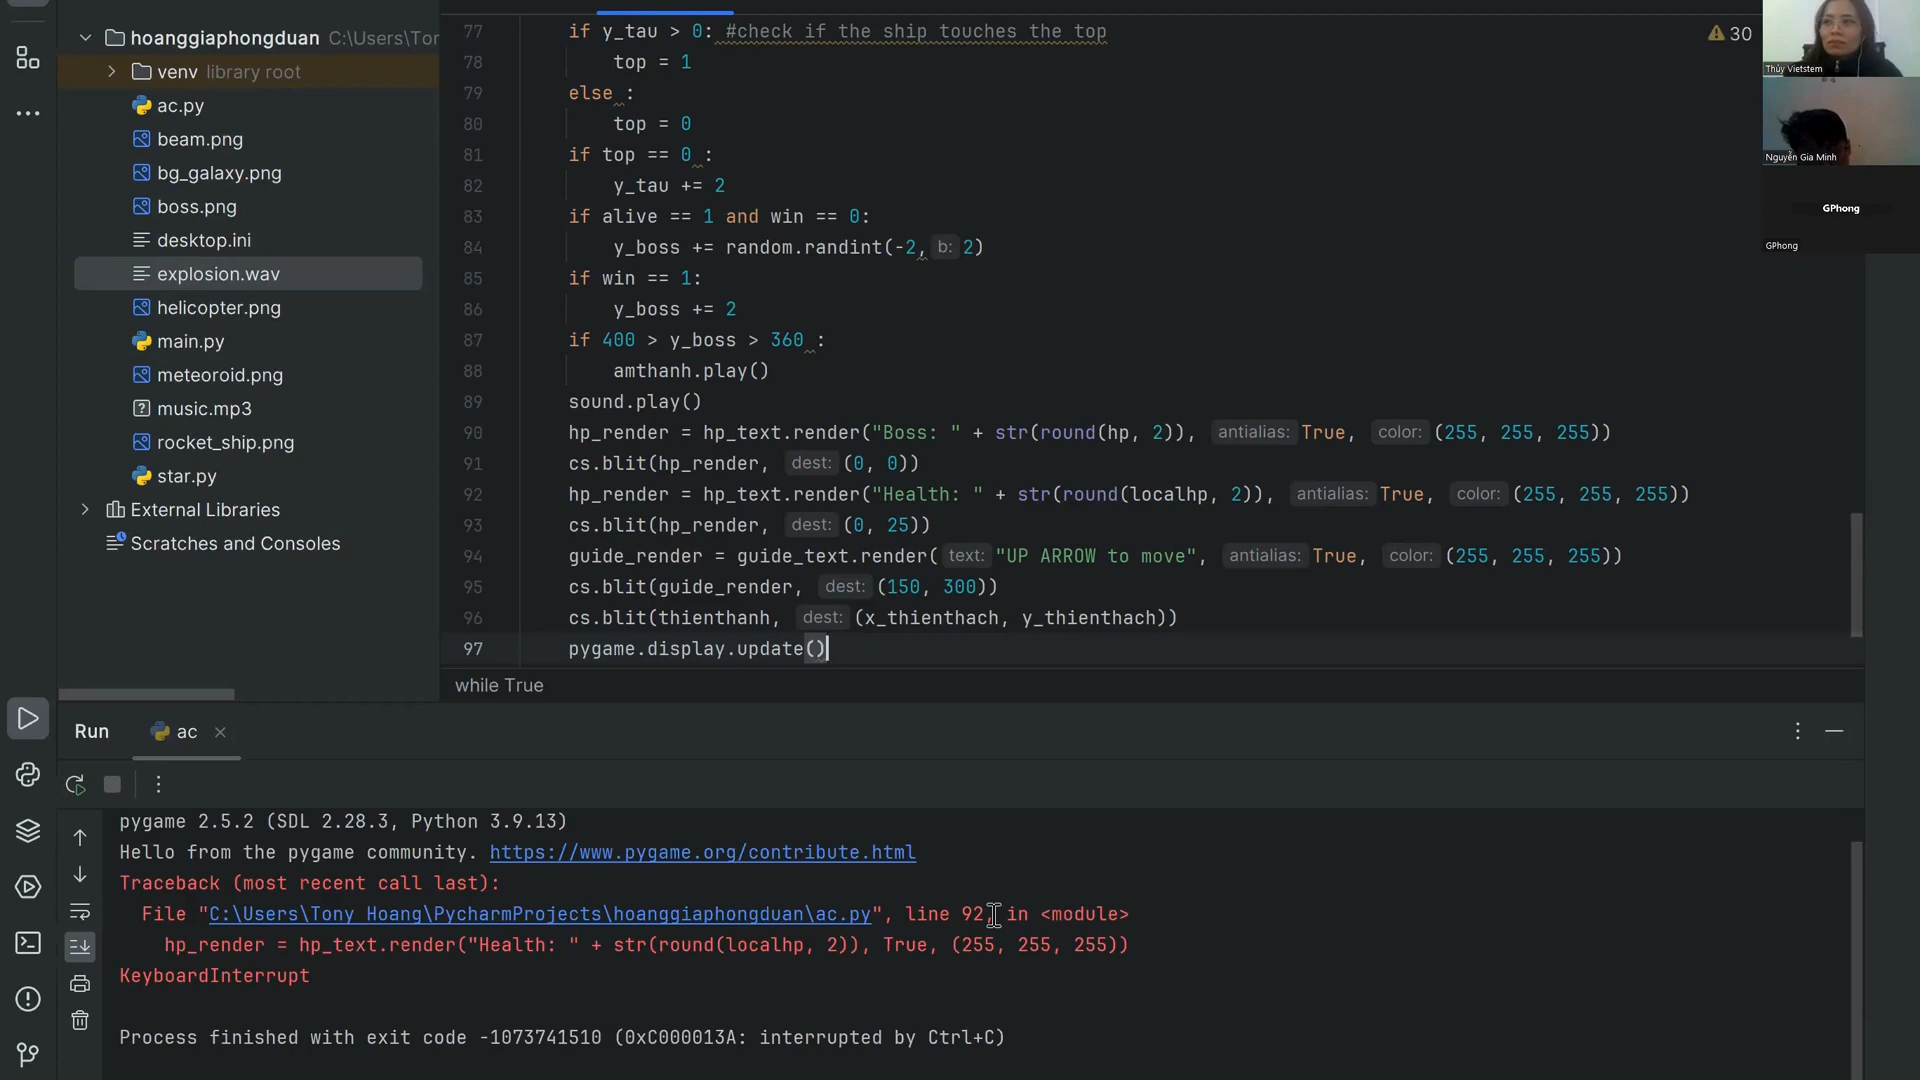 hoanggiaphongduan C:\Users\Tor
venv library root
ac.py
beam.png
bg_galaxy.png
boss.png
desktop.ini
explosion.wav
helicopter.png
main.py
meteoroid.png
music.mp3
rocket_ship.png
star.py
External Libraries
Scratches and Consoles
77 if y_tau > 0: #check if the ship touches the top
78 top = 1
79 else :
80 top = 0
81 if top == 0 :
82 y_tau += 2
83 if alive == 1 and win == 0:
84 y_boss += random.randint(-2, b: 2)
85 if win == 1:
86 y_boss += 2
87 if 400 > y_boss > 360 :
88 amthanh.play()
89 sound.play()
90 hp_render = hp_text.render("Boss: " + str(round(hp, 2)), antialias: True, color: (255, 255, 255))
91 cs.blit(hp_render, dest: (0, 0))
92 hp_render = hp_text.render("Health: " + str(round(localhp, 2)), antialias: True, color: (255, 255, 255))
93 cs.blit(hp_render, dest: (0, 25))
94 guide_render = guide_text.render( text: "UP ARROW to move", antialias: True, color: (255, 255, 255))
95 cs.blit(guide_render, dest: (150, 300))
96 cs.blit(thienthanh, dest: (x_thienthach, y_thienthach))
97 pygame.display.update()
while True
30
Thủy Vietstem
Nguyễn Gia Minh
GPhong
GPhong
Run ac
pygame 2.5.2 (SDL 2.28.3, Python 3.9.13)
Hello from the pygame community. https://www.pygame.org/contribute.html
Traceback (most recent call last):
File "C:\Users\Tony Hoang\PycharmProjects\hoanggiaphongduan\ac.py", line 92, in <module>
hp_render = hp_text.render("Health: " + str(round(localhp, 2)), True, (255, 255, 255))
KeyboardInterrupt
Process finished with exit code -1073741510 (0xC000013A: interrupted by Ctrl+C)